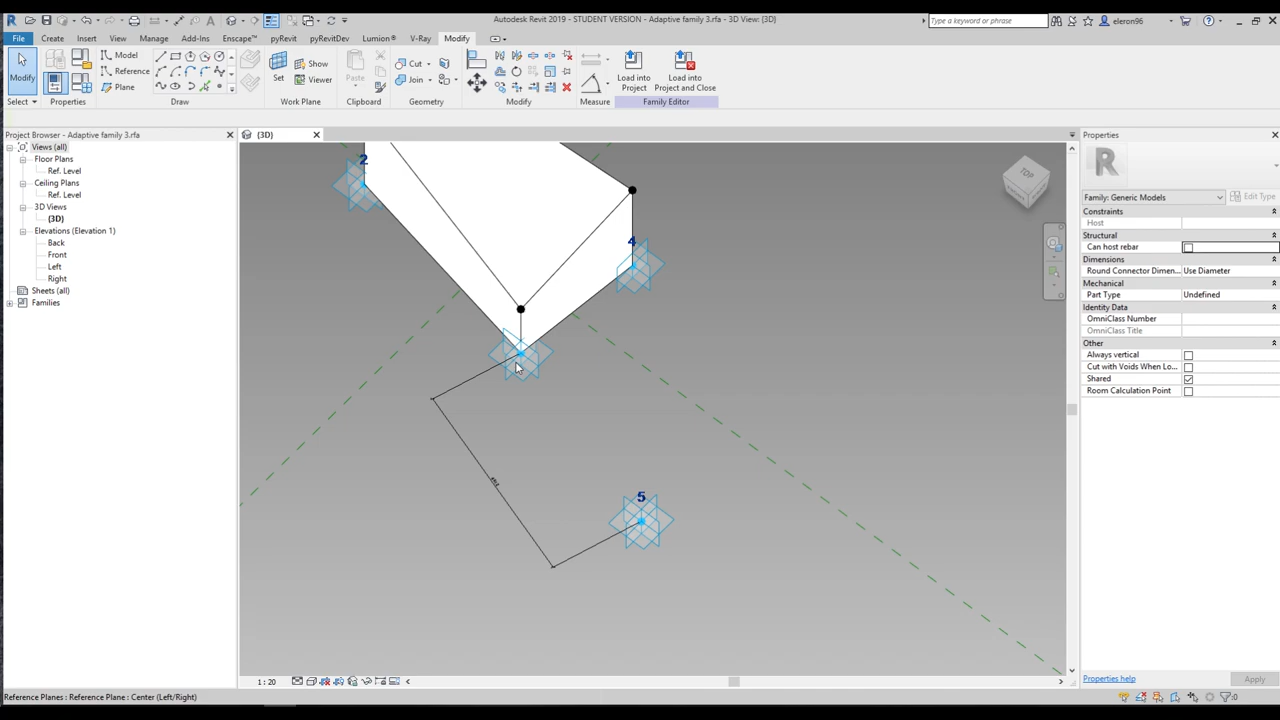 Autodesk Revit 2019 - STUDENT VERSION - Adaptive family 3.rfa - 3D View: {3D}
Type a keyword or phrase
eleron96
File Create Insert View Manage Add-Ins Enscape™ pyRevit pyRevitDev Lumion® V-Ray Modify
Modify
Model
Reference
Plane
Set
Show
Viewer
Paste
Cut
Join
Load into
Project
Load into
Project and Close
Select Properties Draw Work Plane Clipboard Geometry Modify Measure Family Editor
Project Browser - Adaptive family 3.rfa
Views (all)
Floor Plans
Ref. Level
Ceiling Plans
Ref. Level
3D Views
{3D}
Elevations (Elevation 1)
Back
Front
Left
Right
Sheets (all)
Families
{3D}
2
4
5
TOP
Properties
R
Family: Generic Models
Edit Type
Constraints
Host
Structural
Can host rebar
Dimensions
Round Connector Dimen... Use Diameter
Mechanical
Part Type Undefined
Identity Data
OmniClass Number
OmniClass Title
Other
Always vertical
Cut with Voids When Lo...
Shared
Room Calculation Point
Properties help
Apply
1 : 20
Reference Planes : Reference Plane : Center (Left/Right)
:0